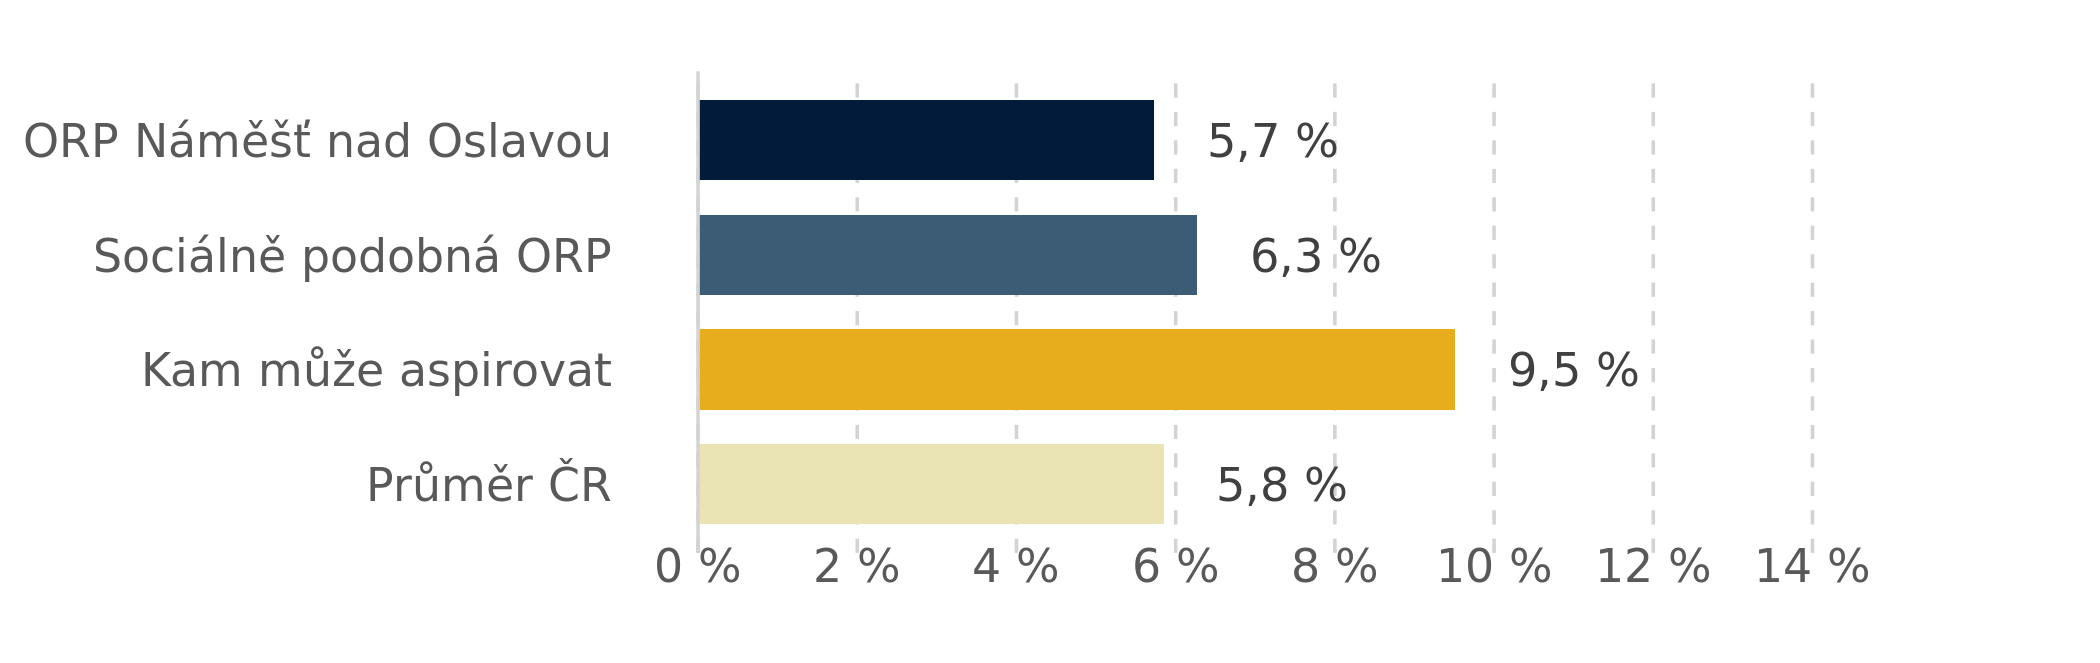 ORP Náměšť nad Oslavou 5,7 %
Sociálně podobná ORP 6,3 %
Kam může aspirovat 9,5 %
Průměr ČR 5,8 %
0 % 2 % 4 % 6 % 8 % 10 % 12 % 14 %